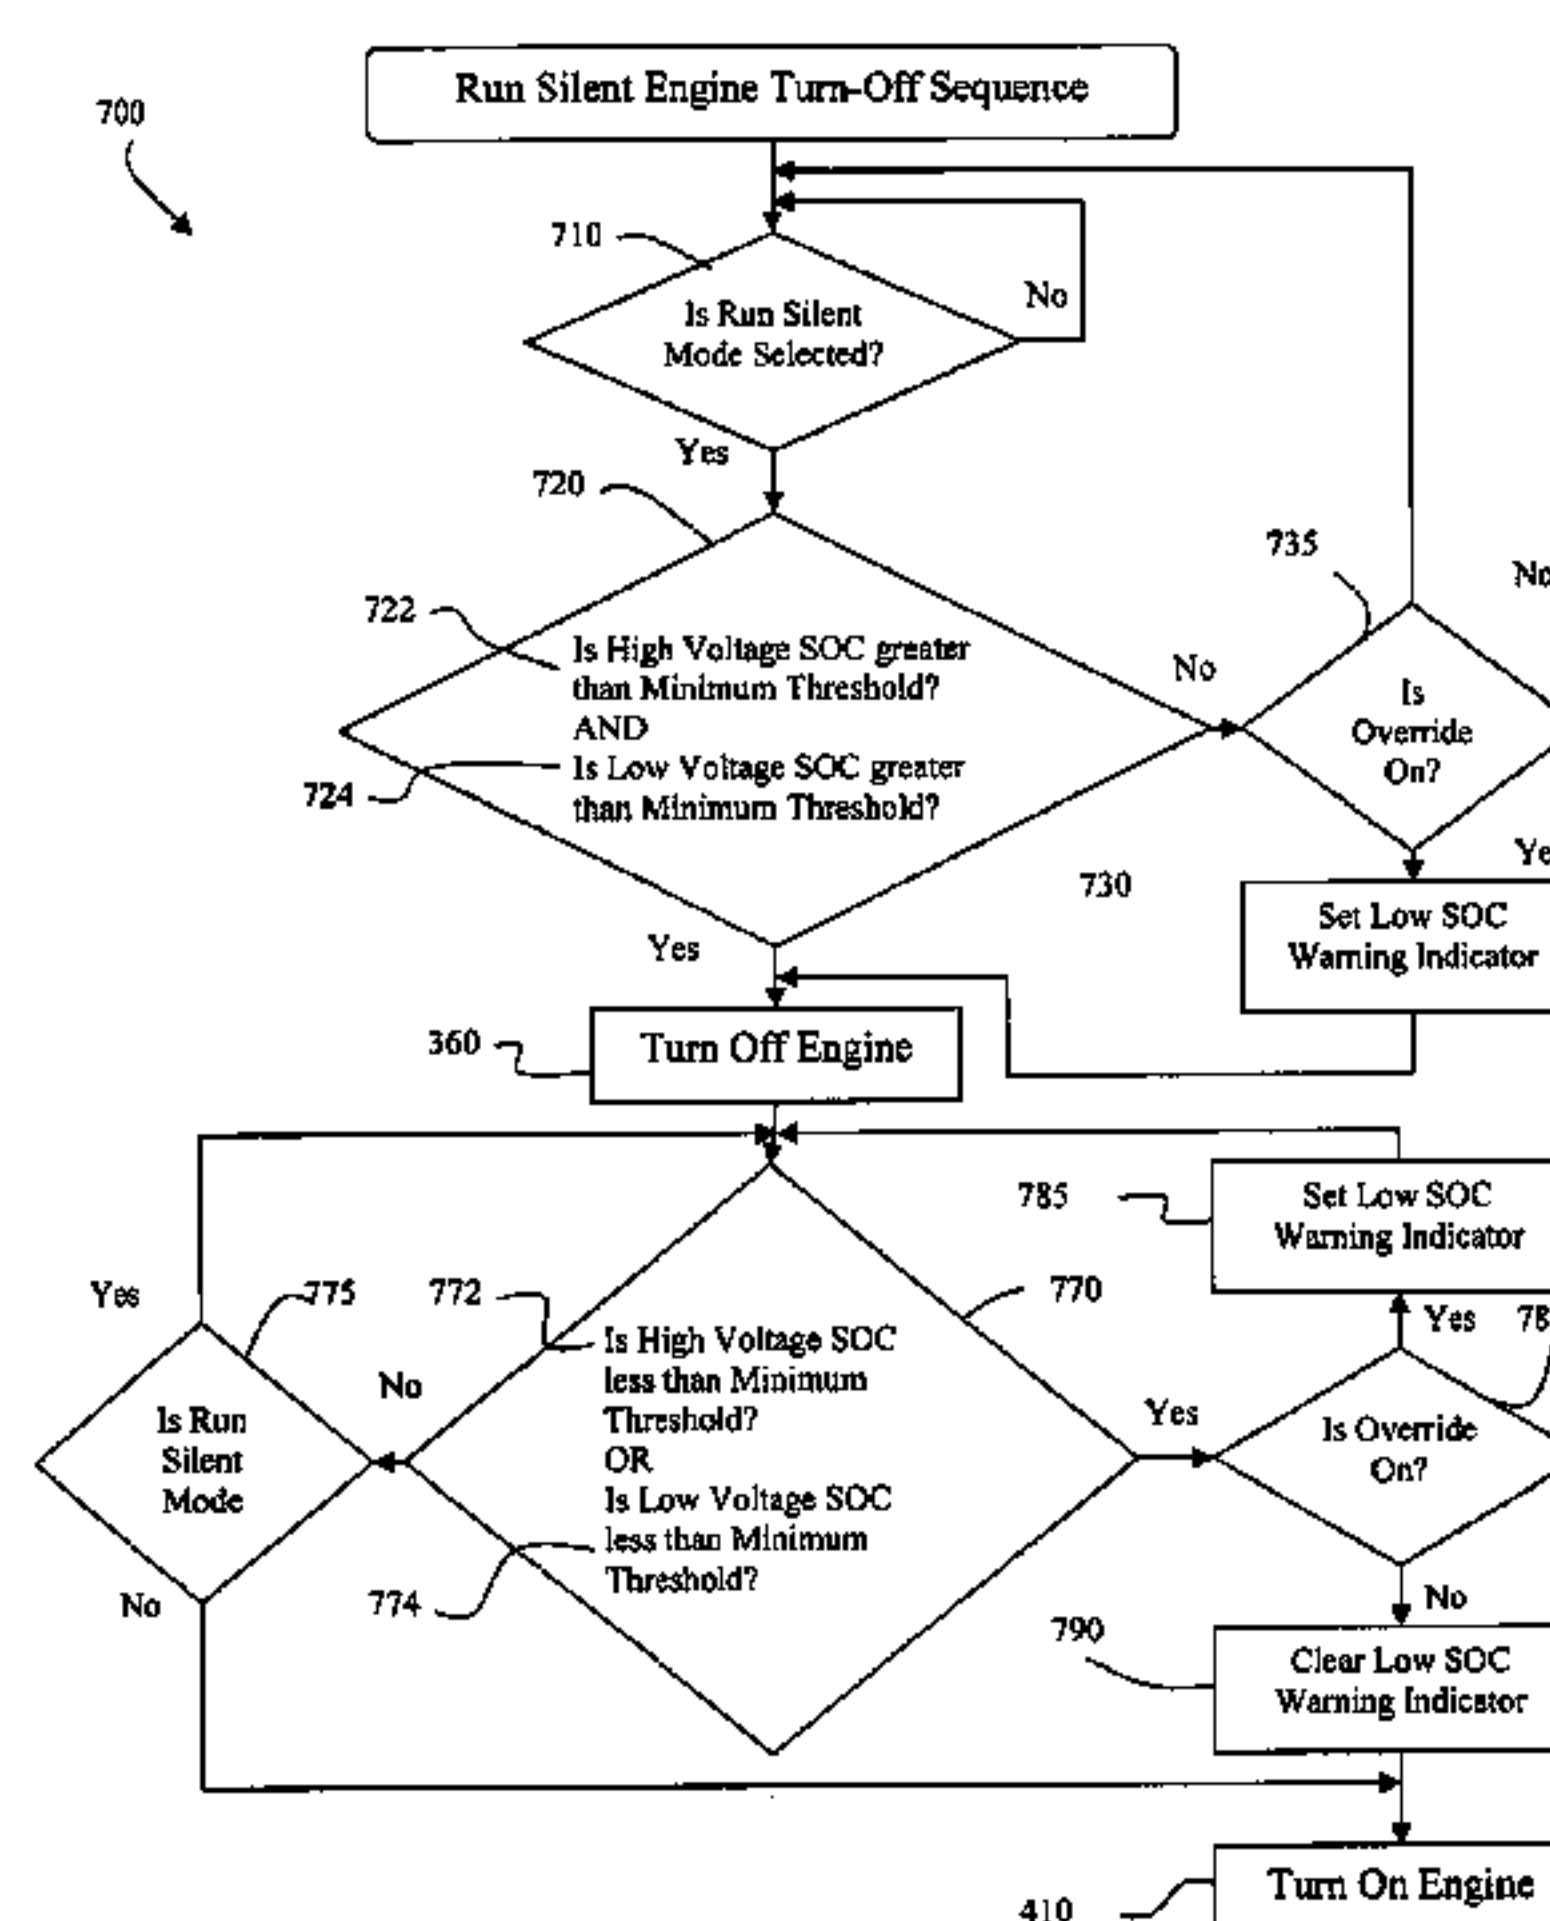 Run Silent Engine Turn-Off Sequence
700
710
No
Is Run Silent
Mode Selected?
Yes
720
735
No
722
Is High Voltage SOC greater
than Minimum Threshold?
AND
724
Is Low Voltage SOC greater
than Minimum Threshold?
No
Is
Override
On?
730
Ye
Yes
Set Low SOC
Warning Indicator
360
Turn Off Engine
785
Set Low SOC
Warning Indicator
Yes
775
772
770
Yes
78
Is High Voltage SOC
less than Minimum
Threshold?
OR
Is Low Voltage SOC
less than Minimum
Threshold?
No
Is Run
Silent
Mode
Yes
Is Override
On?
No
774
No
790
Clear Low SOC
Warning Indicator
410
Turn On Engine